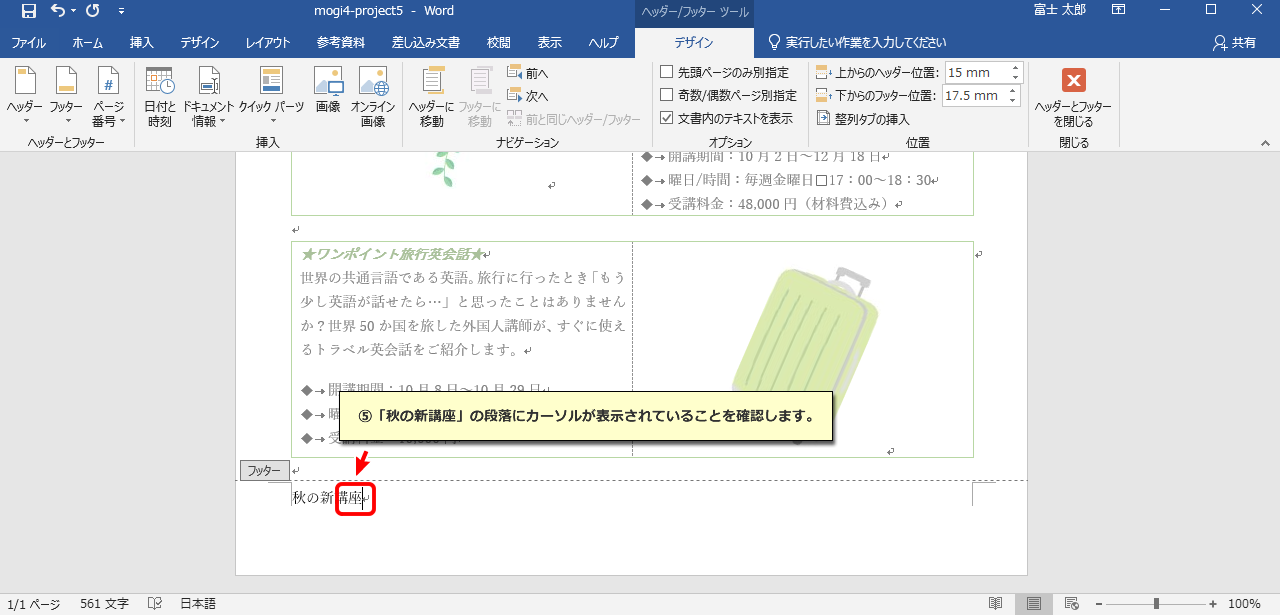 mogi4-project5 - Word
ヘッダー/フッター ツール
富士 太郎
ファイル ホーム 挿入 デザイン レイアウト 参考資料 差し込み文書 校閲 表示 ヘルプ デザイン 実行したい作業を入力してください 共有
ヘッダー フッター ページ番号
ヘッダーとフッター
日付と時刻 ドキュメント情報 クイック パーツ 画像 オンライン画像
挿入
ヘッダーに移動 フッターに移動
前へ
次へ
前と同じヘッダー/フッター
ナビゲーション
先頭ページのみ別指定
奇数/偶数ページ別指定
文書内のテキストを表示
オプション
上からのヘッダー位置: 15 mm
下からのフッター位置: 17.5 mm
整列タブの挿入
位置
ヘッダーとフッターを閉じる
閉じる
◆→開講期間：10 月 2 日～12 月 18 日
◆→曜日/時間：毎週金曜日□17：00～18：30
◆→受講料金：48,000 円（材料費込み）
★ワンポイント旅行英会話★
世界の共通言語である英語。旅行に行ったとき「もう
少し英語が話せたら…」と思ったことはありません
か？世界 50 か国を旅した外国人講師が、すぐに使え
るトラベル英会話をご紹介します。
◆→開講期間：10 月 8 日～10 月 29 日
◆→曜
◆→受
⑤「秋の新講座」の段落にカーソルが表示されていることを確認します。
フッター
秋の新講座
1/1 ページ 561 文字 日本語 100%